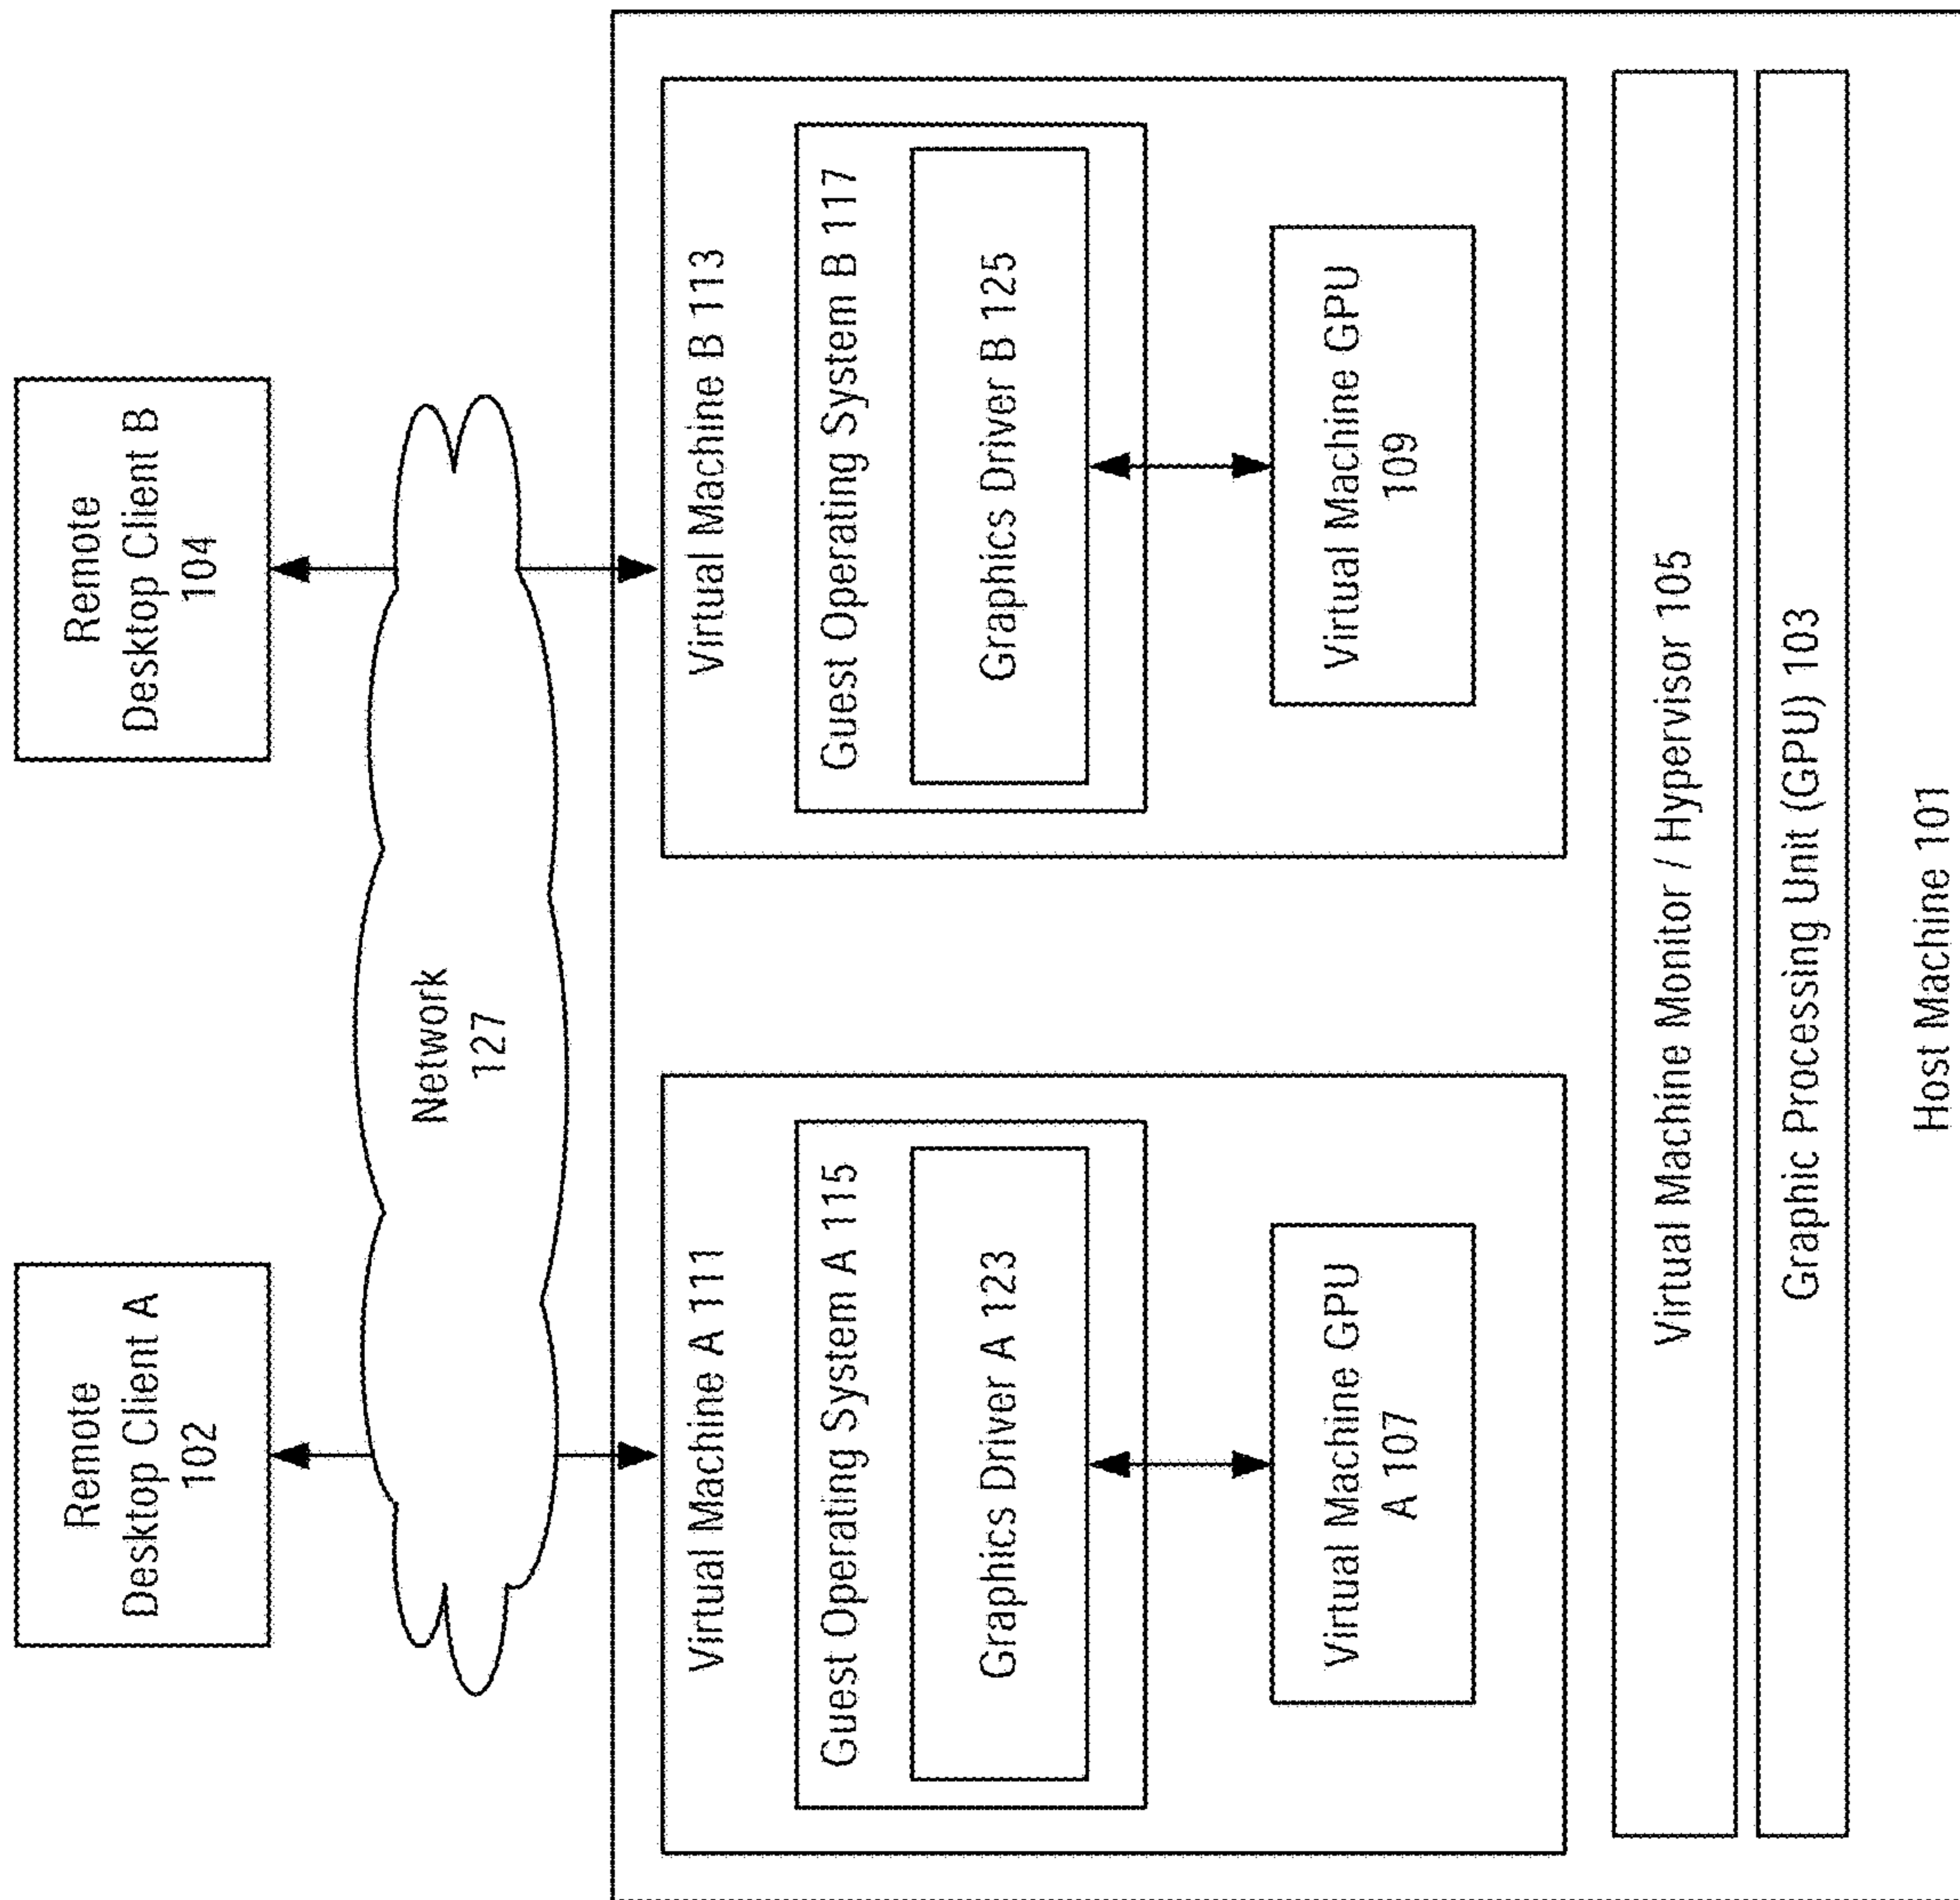 Remote
Desktop Client A
102
Remote
Desktop Client B
104
Network
127
Virtual Machine A 111
Guest Operating System A 115
Graphics Driver A 123
Virtual Machine GPU
A 107
Virtual Machine B 113
Guest Operating System B 117
Graphics Driver B 125
Virtual Machine GPU
109
Virtual Machine Monitor / Hypervisor 105
Graphic Processing Unit (GPU) 103
Host Machine 101